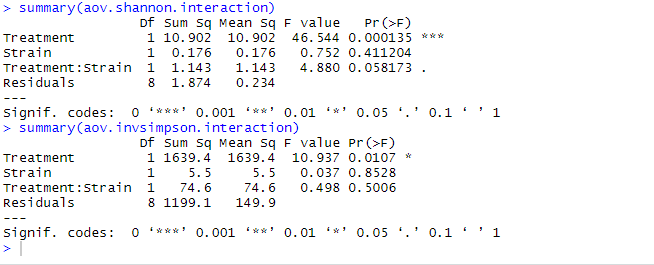 > summary(aov.shannon.interaction)
                 Df Sum Sq Mean Sq F value   Pr(>F)    
Treatment         1 10.902  10.902  46.544 0.000135 ***
Strain            1  0.176   0.176   0.752 0.411204    
Treatment:Strain  1  1.143   1.143   4.880 0.058173 .  
Residuals         8  1.874   0.234                     
---
Signif. codes:  0 ‘***’ 0.001 ‘**’ 0.01 ‘*’ 0.05 ‘.’ 0.1 ‘ ’ 1
> summary(aov.invsimpson.interaction)
                 Df Sum Sq Mean Sq F value Pr(>F)  
Treatment         1 1639.4  1639.4  10.937 0.0107 *
Strain            1    5.5     5.5   0.037 0.8528  
Treatment:Strain  1   74.6    74.6   0.498 0.5006  
Residuals         8 1199.1   149.9                 
---
Signif. codes:  0 ‘***’ 0.001 ‘**’ 0.01 ‘*’ 0.05 ‘.’ 0.1 ‘ ’ 1
>